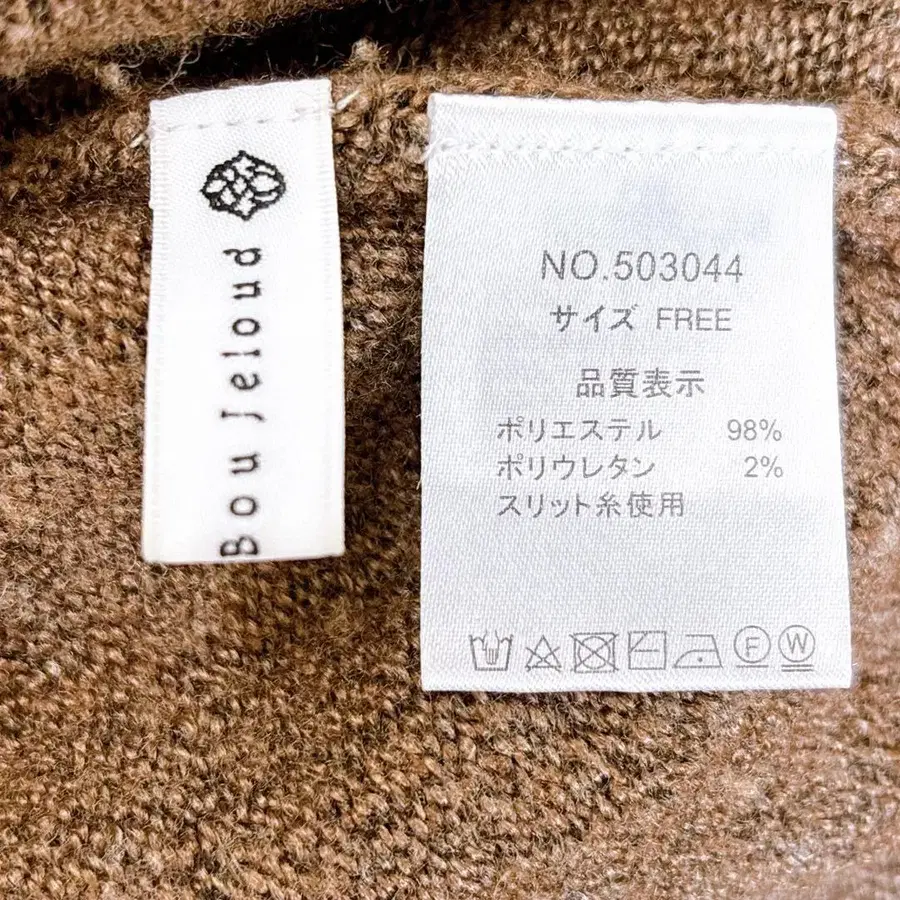 Bou Jeloud
NO.503044
サイズ FREE
品質表示
ポリエステル 98%
ポリウレタン 2%
スリット糸使用
F W